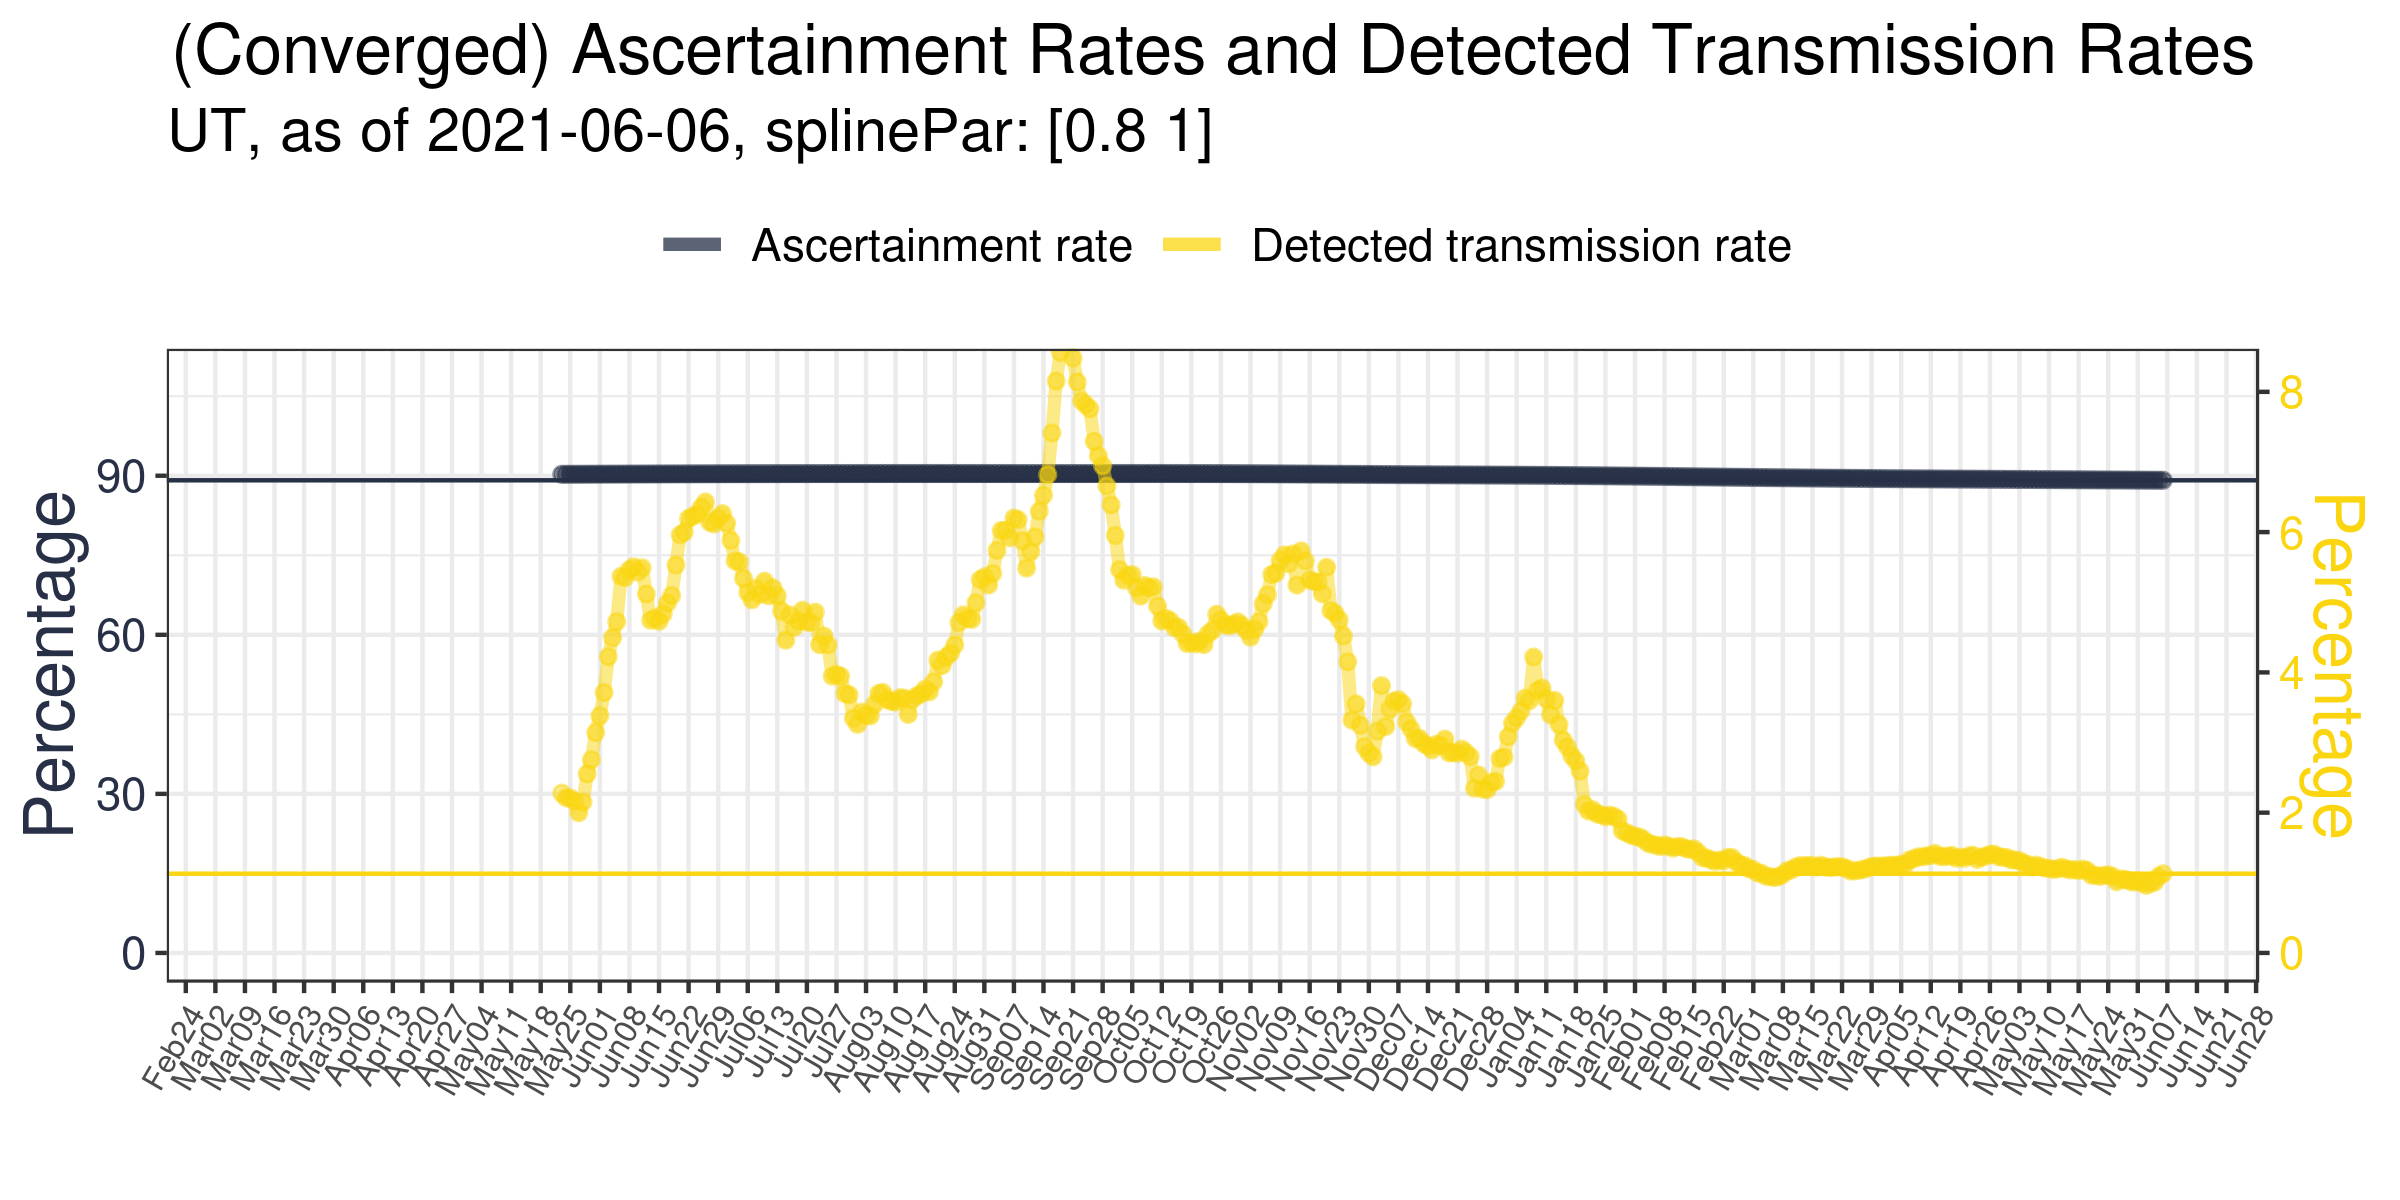 (Converged) Ascertainment Rates and Detected Transmission Rates
UT, as of 2021-06-06, splinePar: [0.8 1]
Ascertainment rate
Detected transmission rate
Percentage
90
60
30
0
8
6
4
2
0
Percentage
Feb24
Mar02
Mar09
Mar16
Mar23
Mar30
Apr06
Apr13
Apr20
Apr27
May04
May11
May18
May25
Jun01
Jun08
Jun15
Jun22
Jun29
Jul06
Jul13
Jul20
Jul27
Aug03
Aug10
Aug17
Aug24
Aug31
Sep07
Sep14
Sep21
Sep28
Oct05
Oct12
Oct19
Oct26
Nov02
Nov09
Nov16
Nov23
Nov30
Dec07
Dec14
Dec21
Dec28
Jan04
Jan11
Jan18
Jan25
Feb01
Feb08
Feb15
Feb22
Mar01
Mar08
Mar15
Mar22
Mar29
Apr05
Apr12
Apr19
Apr26
May03
May10
May17
May24
May31
Jun07
Jun14
Jun21
Jun28